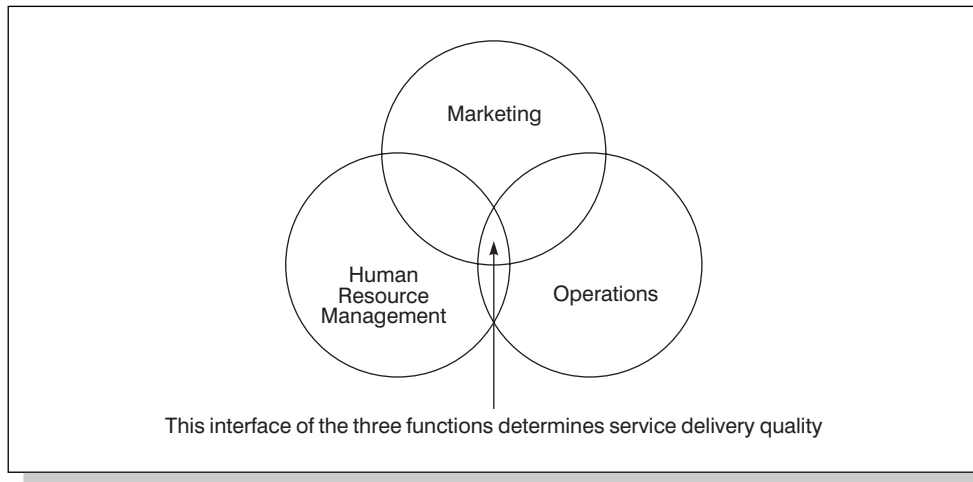 Marketing
Human
Resource
Management
Operations
This interface of the three functions determines service delivery quality